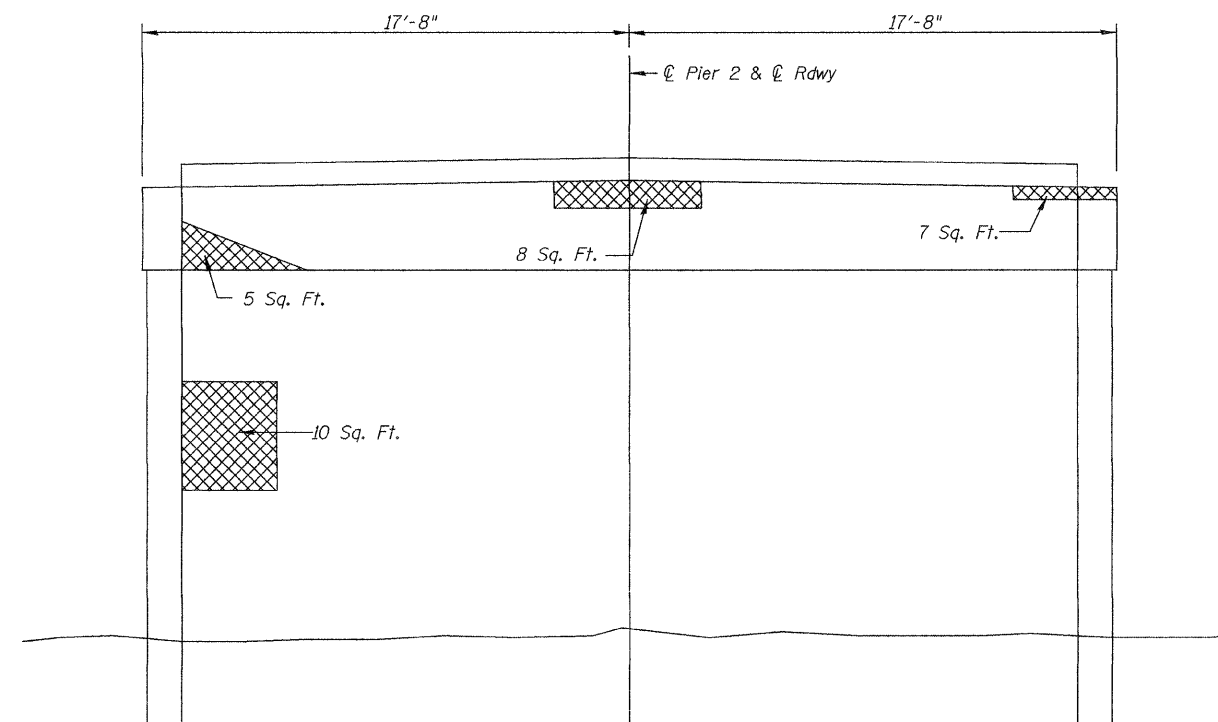 17'-8"
17'-8"
℄ Pier 2 & ℄ Rdwy
7 Sq. Ft.
8 Sq. Ft.
5 Sq. Ft.
10 Sq. Ft.